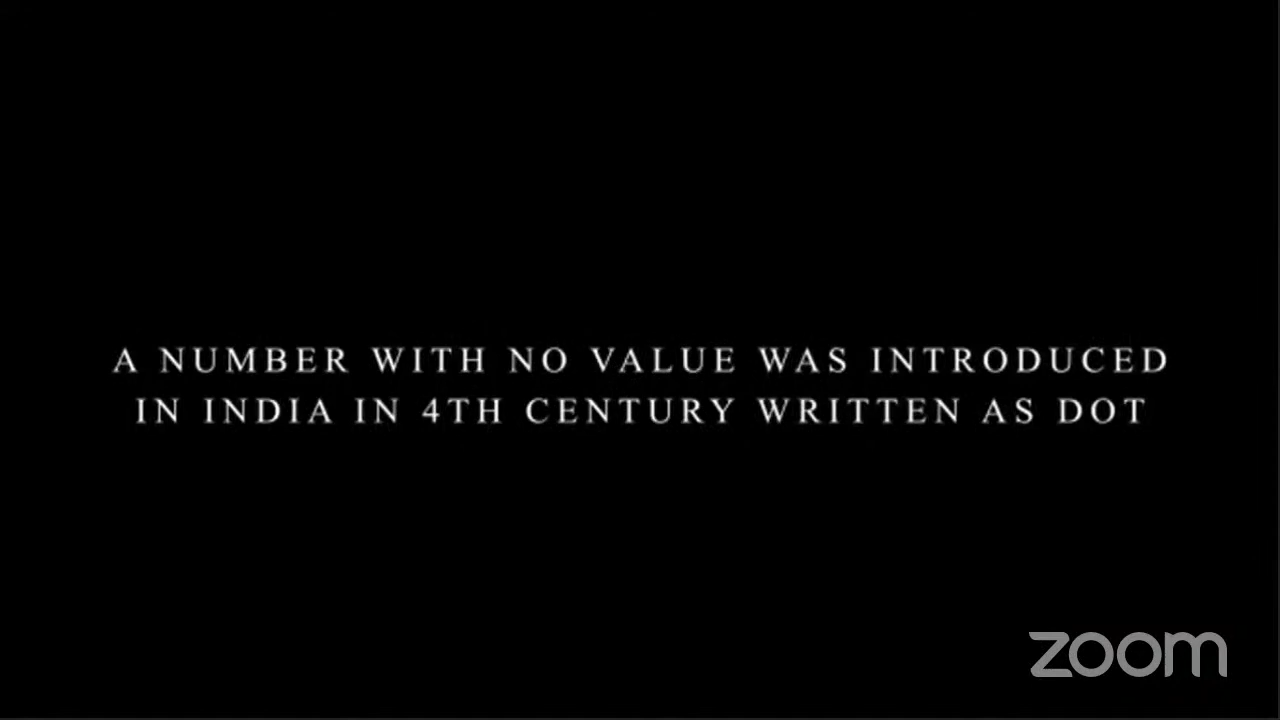 A NUMBER WITH NO VALUE WAS INTRODUCED
IN INDIA IN 4TH CENTURY WRITTEN AS DOT
zoom